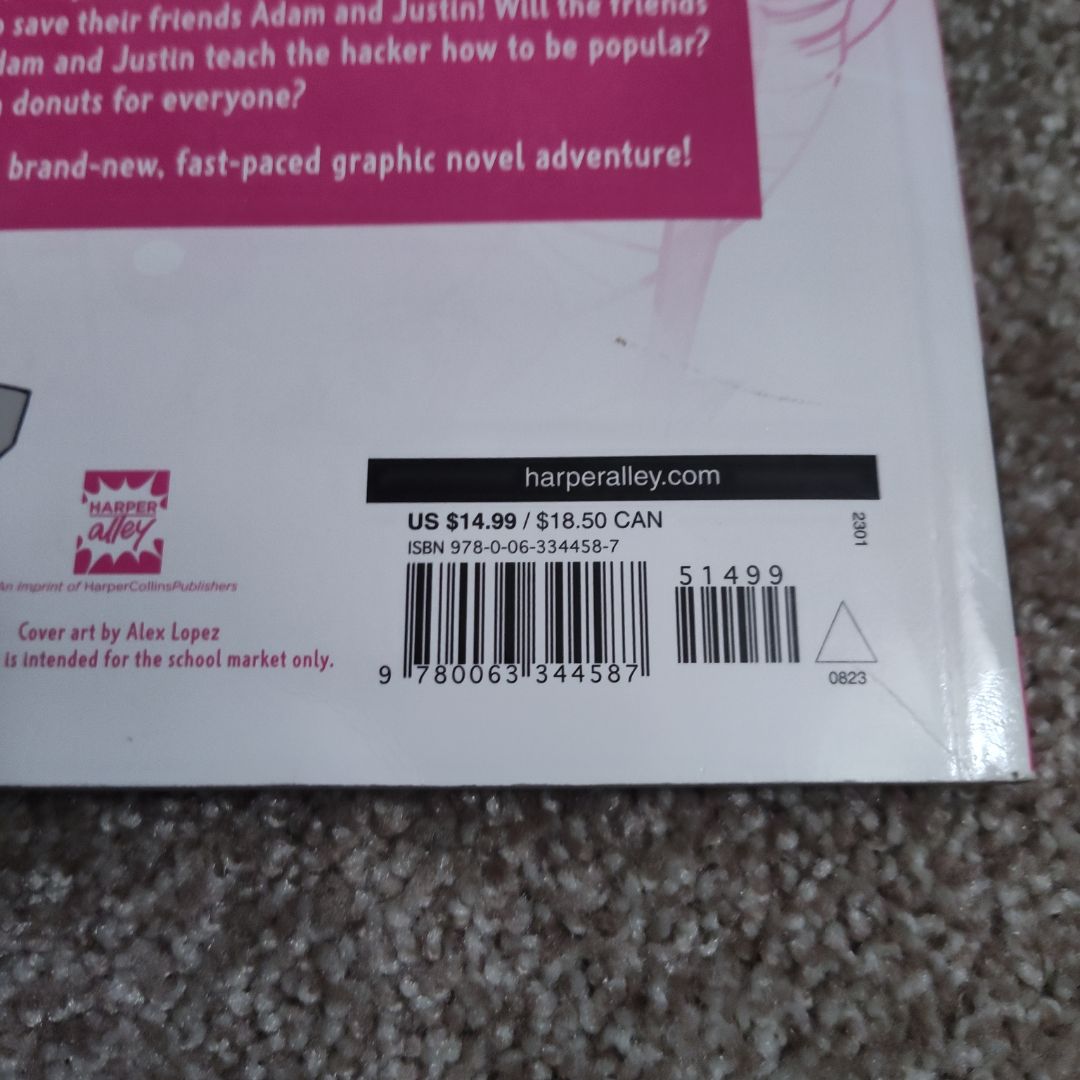 save their friends Adam and Justin! Will the friends
dam and Justin teach the hacker how to be popular?
donuts for everyone?
brand-new, fast-paced graphic novel adventure!
harperalley.com
US $14.99 / $18.50 CAN
ISBN 978-0-06-334458-7
2301
51499
9 780063 344587
0823
HARPER
alley
An imprint of HarperCollinsPublishers
Cover art by Alex Lopez
is intended for the school market only.